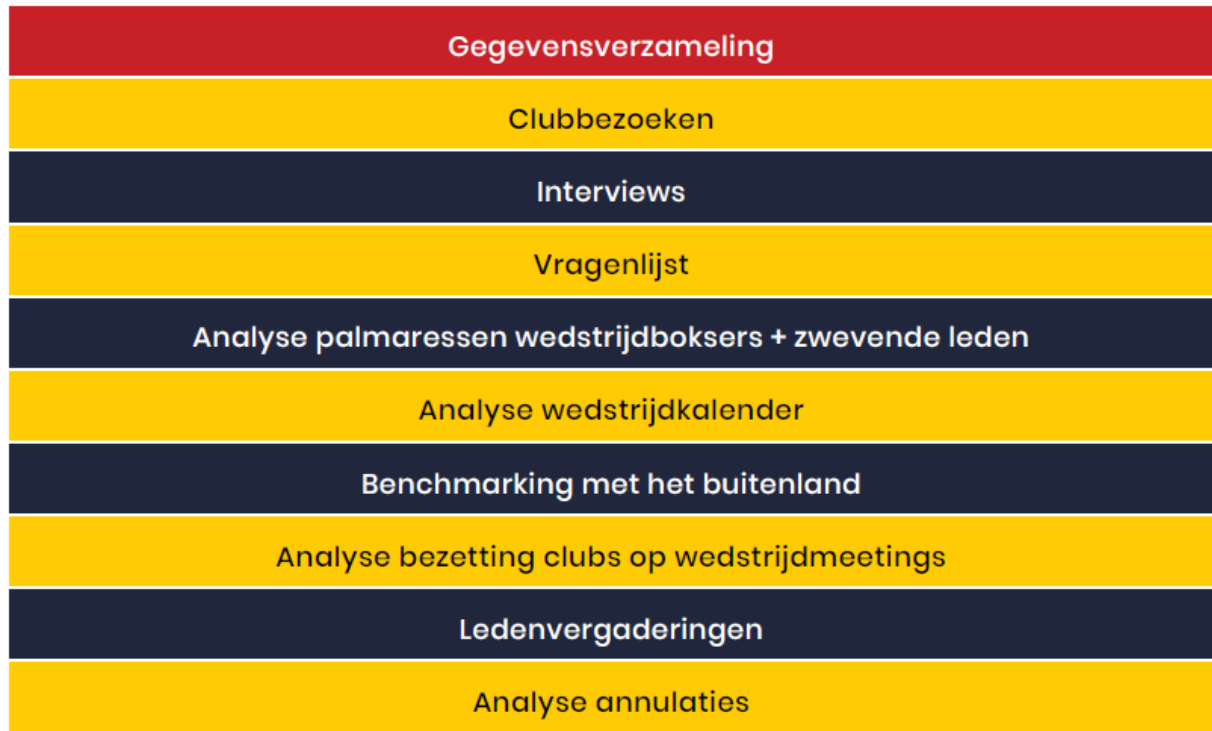 Gegevensverzameling
Clubbezoeken
Interviews
Vragenlijst
Analyse palmaressen wedstrijdboksers + zwevende leden
Analyse wedstrijdkalender
Benchmarking met het buitenland
Analyse bezetting clubs op wedstrijdmeetings
Ledenvergaderingen
Analyse annulaties